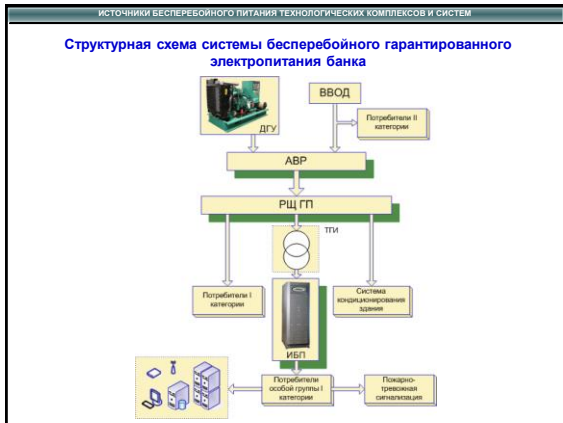 ИСТОЧНИКИ БЕСПЕРЕБОЙНОГО ПИТАНИЯ ТЕХНОЛОГИЧЕСКИХ КОМПЛЕКСОВ И СИСТЕМ
Структурная схема системы бесперебойного гарантированного
электропитания банка
ДГУ
ВВОД
Потребители II
категории
АВР
РЩ ГП
ТГИ
Потребители I
категории
Система
кондиционирования
здания
ИБП
Потребители
особой группы I
категории
Пожарно-
тревожная
сигнализация